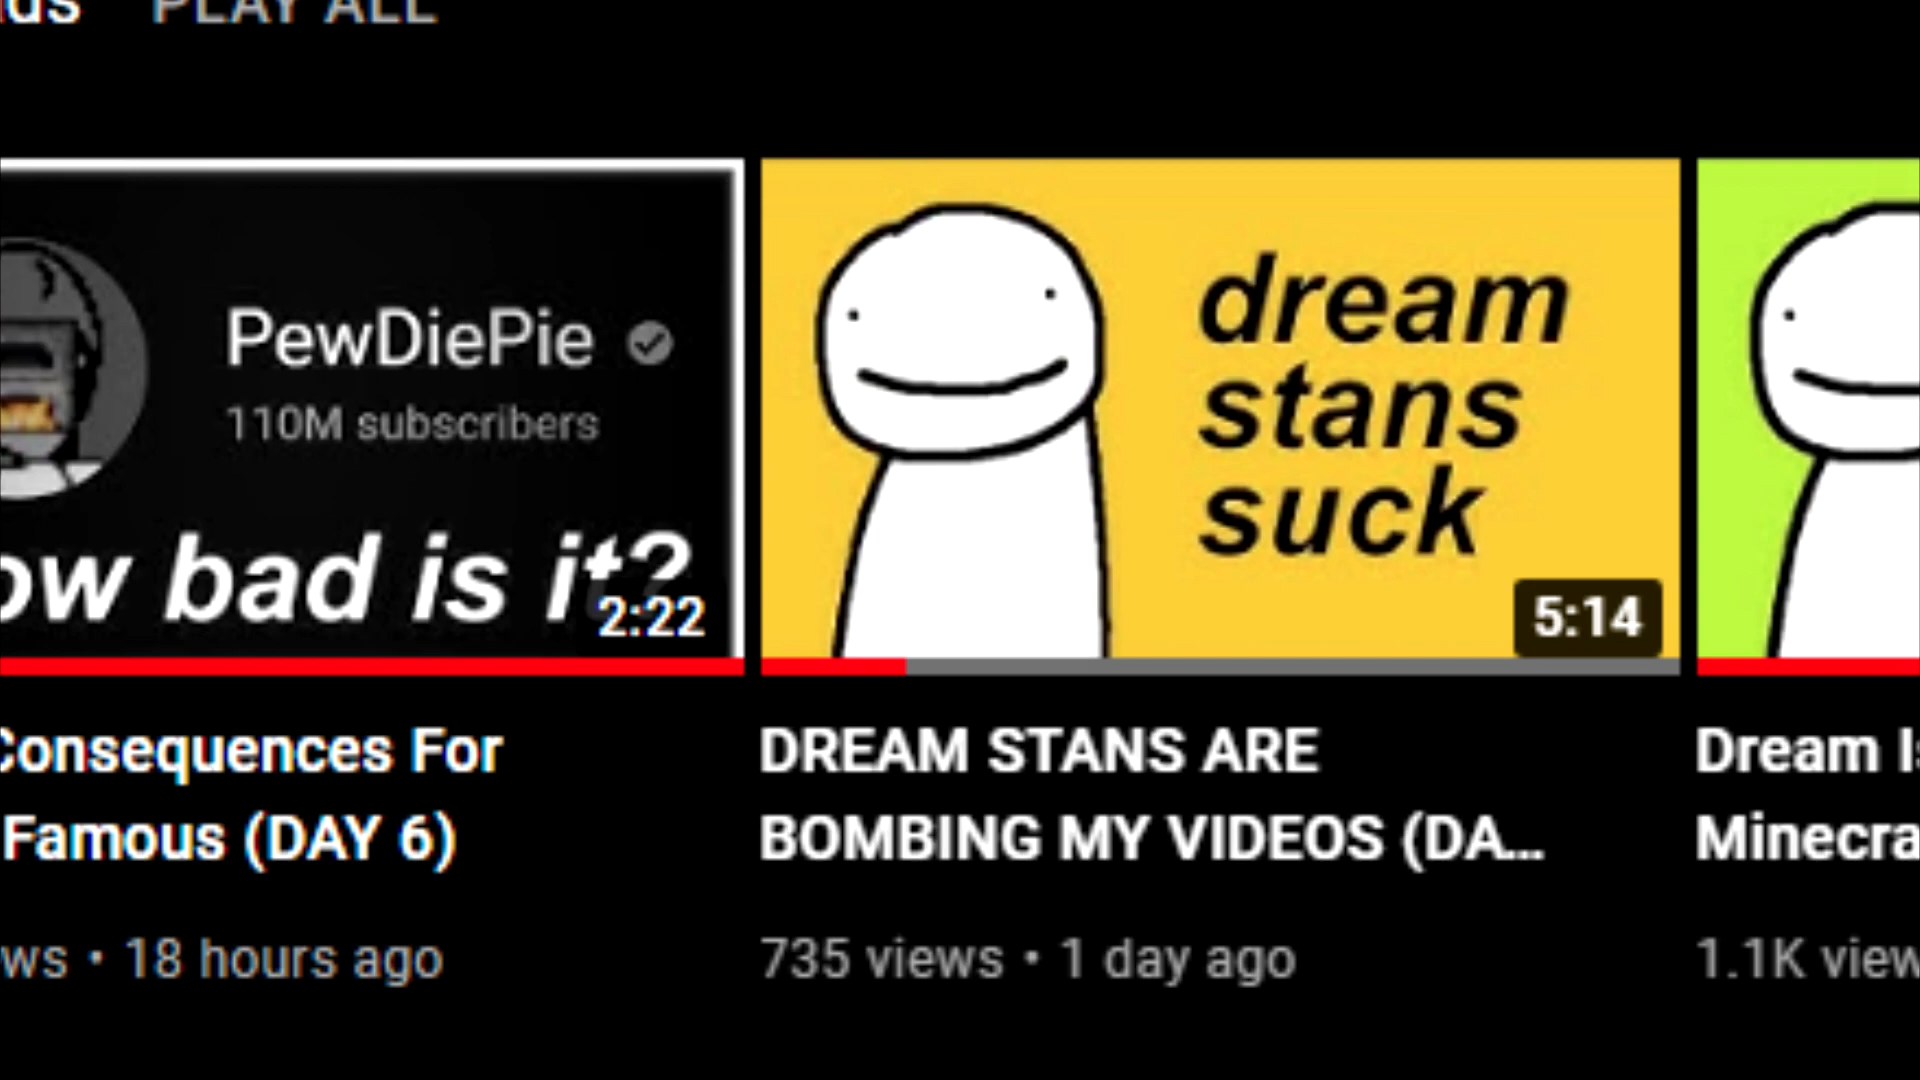 PLAY ALL
PewDiePie
110M subscribers
bad is it?
2:22
dream
stans
suck
5:14
Consequences For
Famous (DAY 6)
18 hours ago
DREAM STANS ARE
BOMBING MY VIDEOS (DA...
735 views • 1 day ago
Dream
Minecra
1.1K view